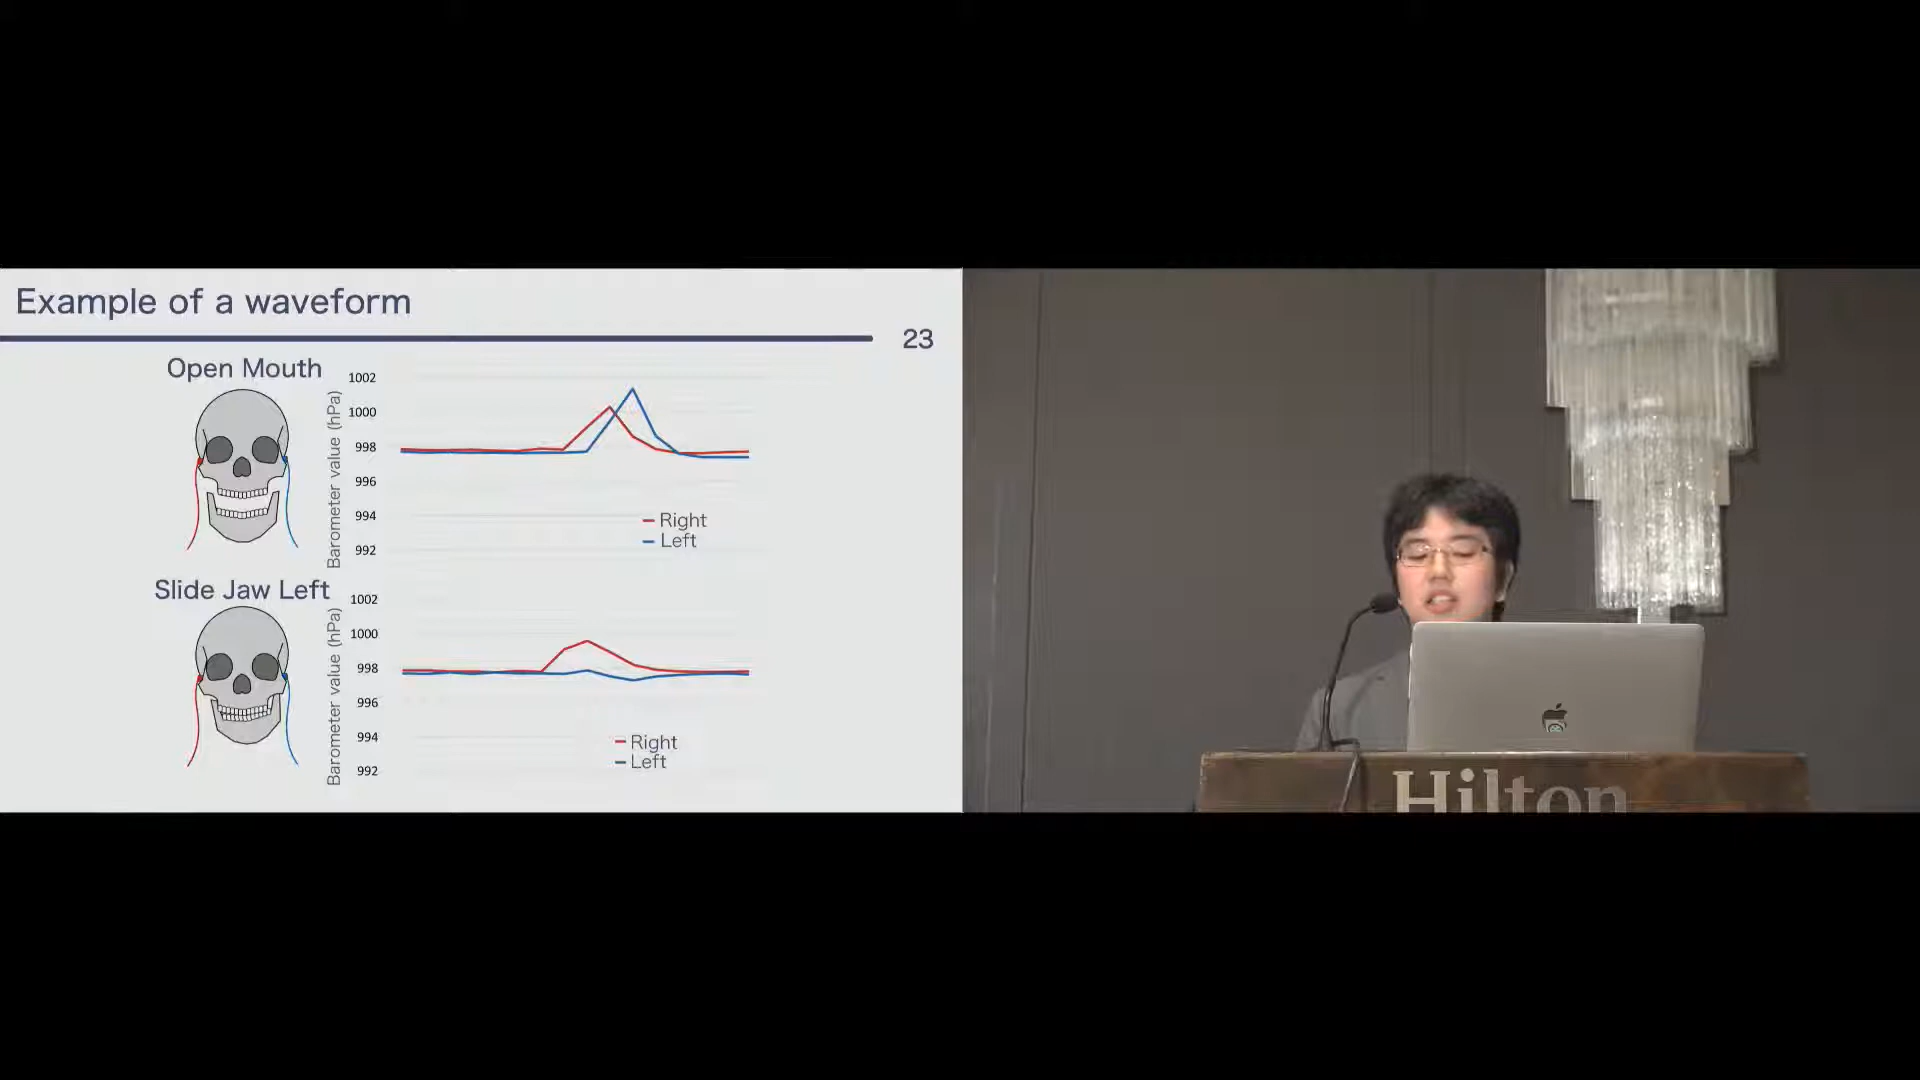 Example of a waveform
23
Open Mouth
Barometer value (hPa)
1002
1000
998
996
994
992
Right
Left
Slide Jaw Left
Barometer value (hPa)
1002
1000
998
996
994
992
Right
Left
Hilton